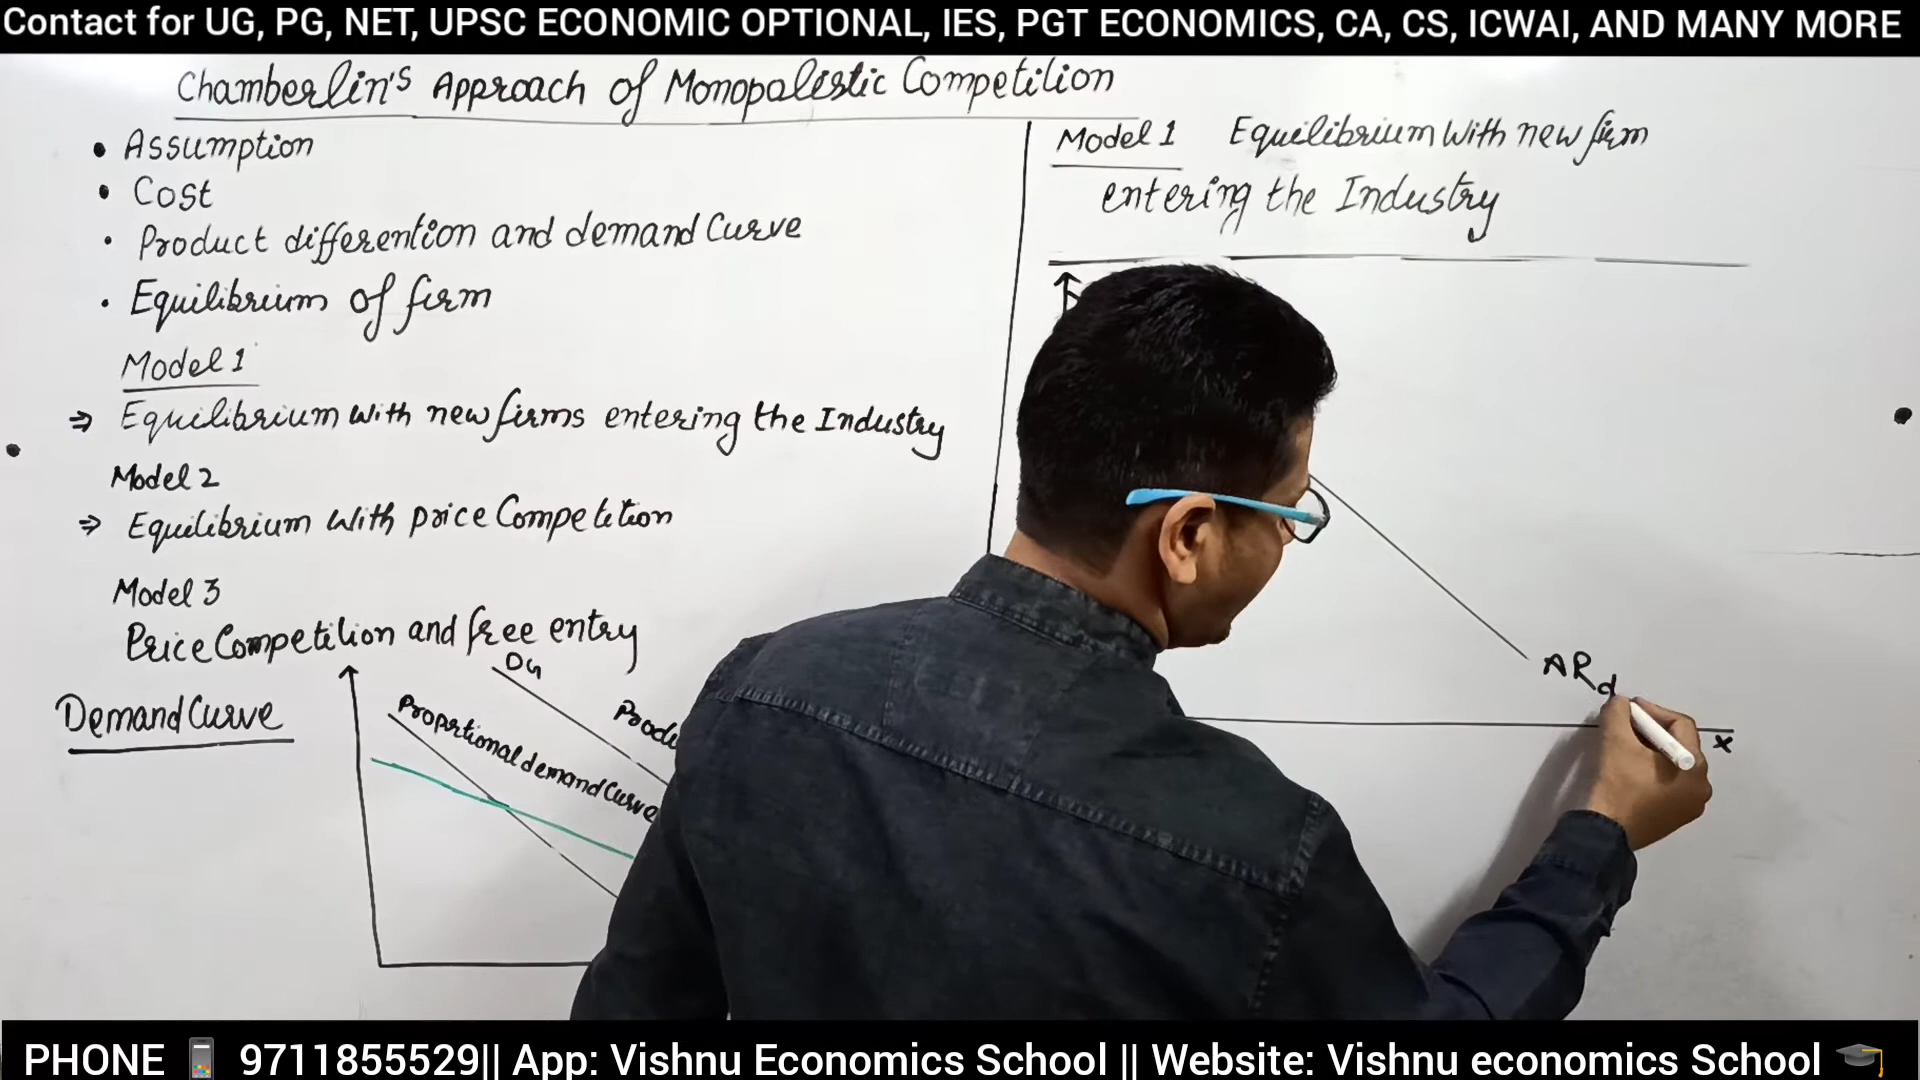 Contact for UG, PG, NET, UPSC ECONOMIC OPTIONAL, IES, PGT ECONOMICS, CA, CS, ICWAI, AND MANY MORE
Chamberlin's Approach of Monopalistic Competition
• Assumption
• Cost
• Product differention and demand Curve
• Equilibrium of firm
Model 1
⇒ Equilibrium with new firms entering the Industry
Model 2
⇒ Equilibrium with price Competition
Model 3
Price Competition and free entry
Demand Curve
Proportional demand Curve
Model 1 Equilibrium with new firm
entering the Industry
ARd
x
PHONE 📱 9711855529|| App: Vishnu Economics School || Website: Vishnu economics School 🎓